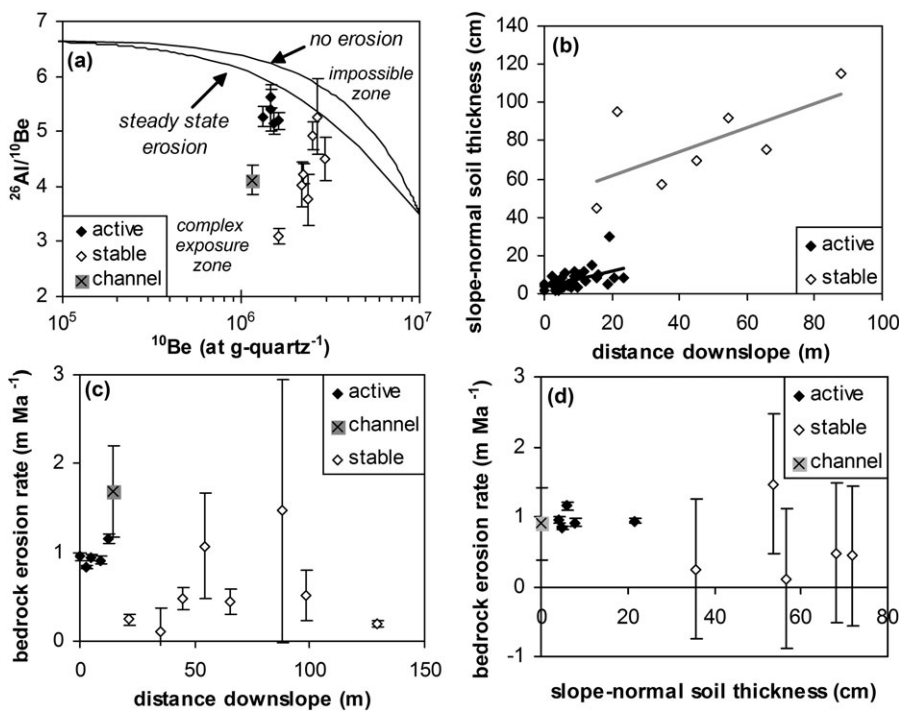 (a)
no erosion
impossible
zone
steady state
erosion
complex
exposure
zone
active
stable
channel
7
6
5
4
3
2
²⁶Al/¹⁰Be
10⁵
10⁶
10⁷
¹⁰Be (at g-quartz⁻¹)
(b)
active
stable
140
120
100
80
60
40
20
0
slope-normal soil thickness (cm)
0 20 40 60 80 100
distance downslope (m)
(c)
active
channel
stable
3
2
1
0
bedrock erosion rate (m Ma ⁻¹)
0 50 100 150
distance downslope (m)
(d)
active
stable
channel
3
2
1
0
-1
bedrock erosion rate (m Ma ⁻¹)
0 20 40 60 80
slope-normal soil thickness (cm)